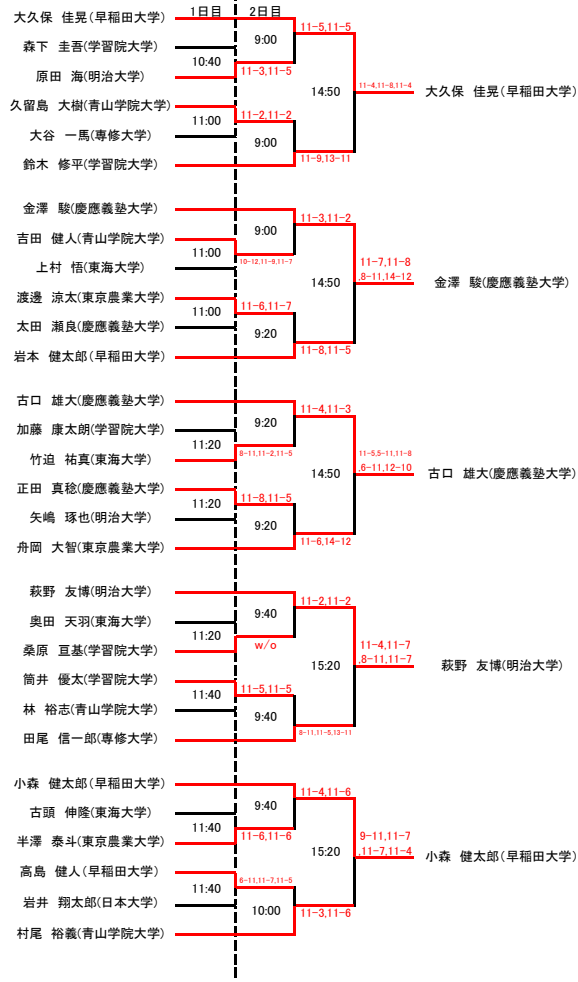 1日目 2日目
大久保 佳晃(早稲田大学)
9:00
11-5,11-5
森下 圭吾(学習院大学)
10:40
原田 海(明治大学)
11-3,11-5
14:50
11-4,11-8,11-4
大久保 佳晃(早稲田大学)
久留島 大樹(青山学院大学)
11:00
11-2,11-2
大谷 一馬(専修大学)
9:00
鈴木 修平(学習院大学)
11-9,13-11
金澤 駿(慶應義塾大学)
9:00
11-3,11-2
吉田 健人(青山学院大学)
11:00
10-12,11-9,11-7
上村 悟(東海大学)
14:50
11-7,11-8
,8-11,14-12
金澤 駿(慶應義塾大学)
渡邊 涼太(東京農業大学)
11:00
11-6,11-7
太田 瀬良(慶應義塾大学)
9:20
岩本 健太郎(早稲田大学)
11-8,11-5
古口 雄大(慶應義塾大学)
9:20
11-4,11-3
加藤 康太朗(学習院大学)
11:20
竹迫 祐真(東海大学)
8-11,11-2,11-5
14:50
11-5,5-11,11-8
,6-11,12-10
古口 雄大(慶應義塾大学)
正田 真稔(慶應義塾大学)
11:20
11-8,11-5
矢嶋 琢也(明治大学)
9:20
舟岡 大智(東京農業大学)
11-6,14-12
萩野 友博(明治大学)
9:40
11-2,11-2
奥田 天羽(東海大学)
11:20
桑原 亘基(学習院大学)
w/o
15:20
11-4,11-7
,8-11,11-7
萩野 友博(明治大学)
筒井 優太(学習院大学)
11:40
11-5,11-5
林 裕志(青山学院大学)
9:40
田尾 信一郎(専修大学)
9-11,11-5,13-11
小森 健太郎(早稲田大学)
9:40
11-4,11-6
古頭 伸隆(東海大学)
11:40
半澤 泰斗(東京農業大学)
11-6,11-6
15:20
9-11,11-7
,11-7,11-4
小森 健太郎(早稲田大学)
高島 健人(早稲田大学)
11:40
6-11,11-7,11-5
岩井 翔太郎(日本大学)
10:00
村尾 裕義(青山学院大学)
11-3,11-6